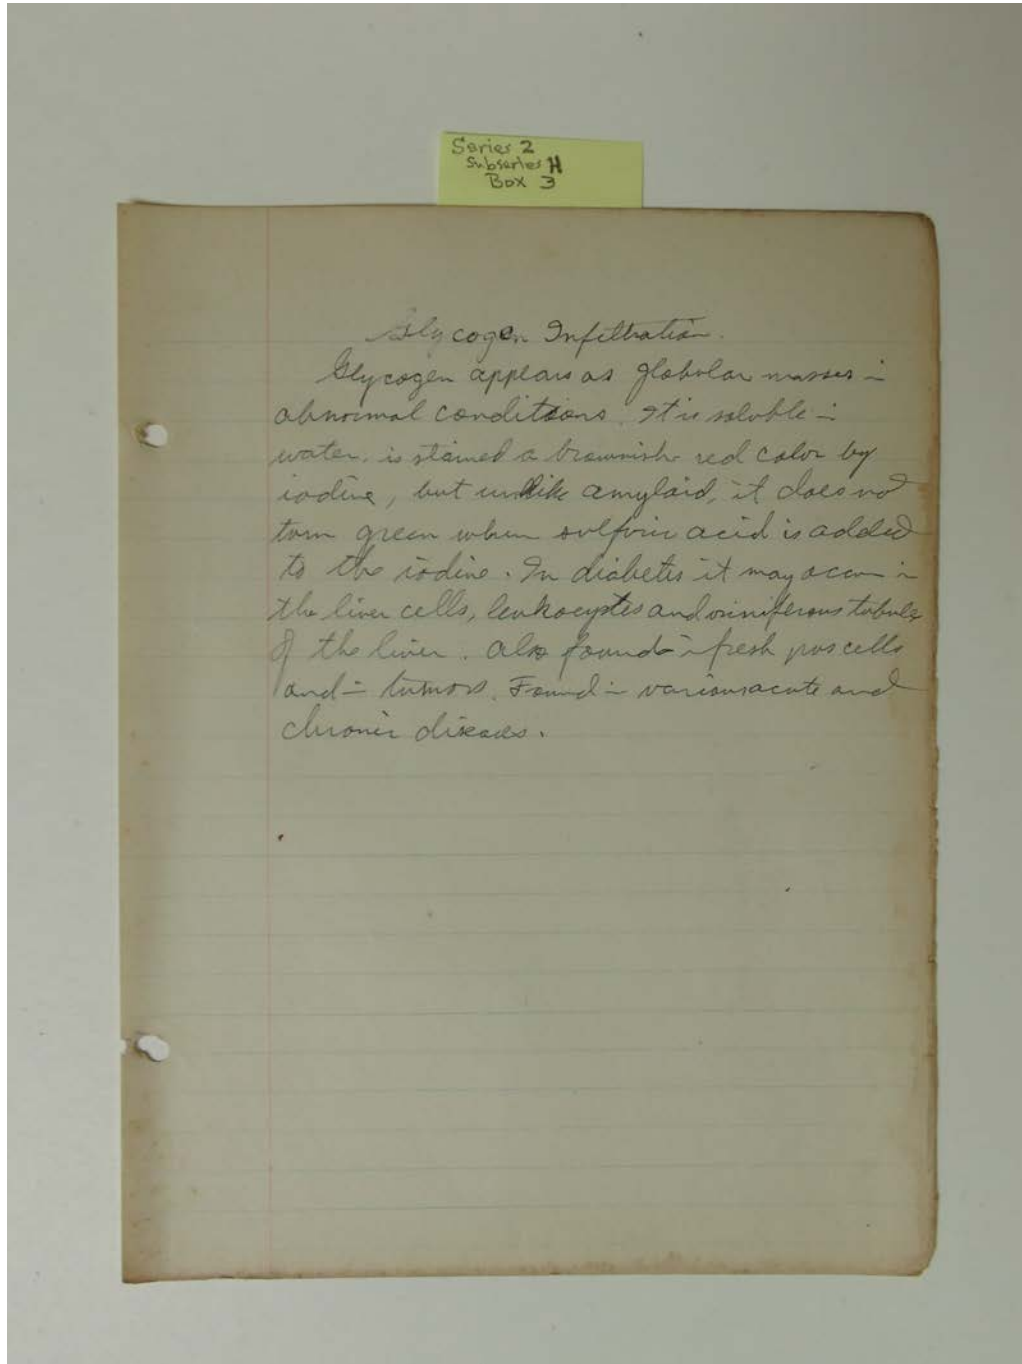 Series 2
Subseries H
Box 3
Glycogen Infiltration.
Glycogen appears as globular masses in
abnormal conditions. It is soluble in
water. is stained a brownish red color by
iodine, but unlike amyloid, it does not
turn green when sulfuric acid is added
to the iodine. In diabetes it may occur in
the liver cells, leukocytes and uriniferous tubules
of the liver. Also found in fresh pus cells
and in tumors. Found in various acute and
chronic diseases.